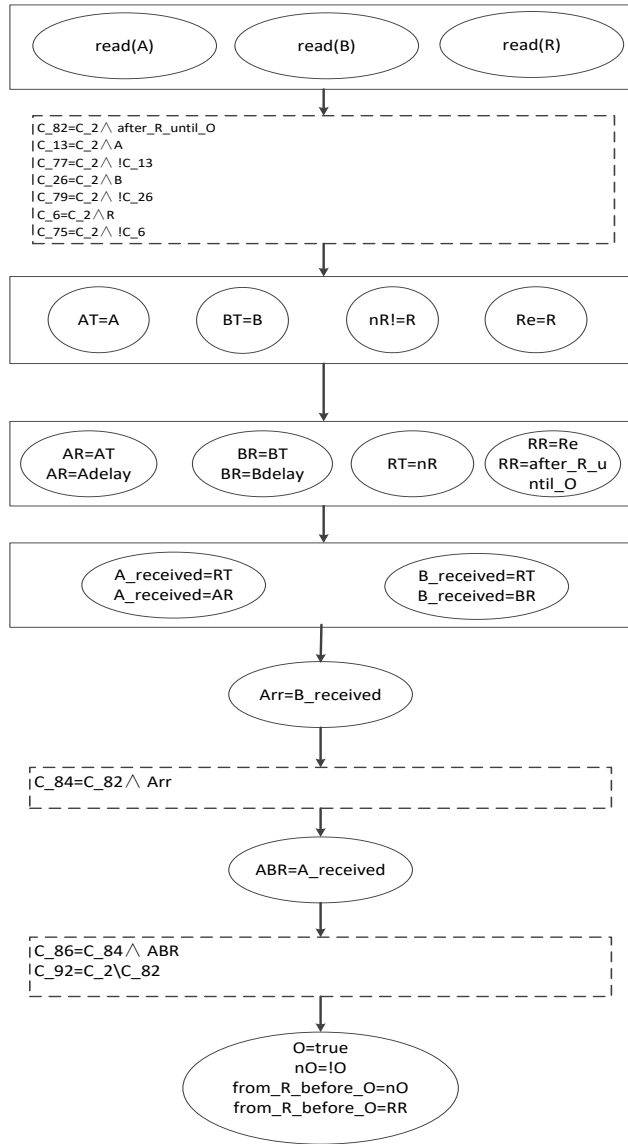 read(A)
read(B)
read(R)
C_82=C_2∧ after_R_until_O
C_13=C_2∧A
C_77=C_2∧ !C_13
C_26=C_2∧B
C_79=C_2∧ !C_26
C_6=C_2∧R
C_75=C_2∧ !C_6
AT=A
BT=B
nR!=R
Re=R
AR=AT
AR=Adelay
BR=BT
BR=Bdelay
RT=nR
RR=Re
RR=after_R_u
ntil_O
A_received=RT
A_received=AR
B_received=RT
B_received=BR
Arr=B_received
C_84=C_82∧ Arr
ABR=A_received
C_86=C_84∧ ABR
C_92=C_2\C_82
O=true
nO=!O
from_R_before_O=nO
from_R_before_O=RR